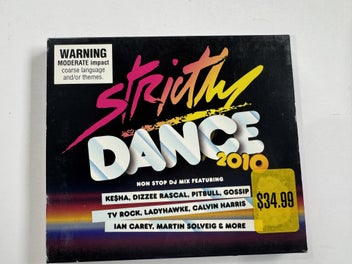 WARNING
MODERATE impact
coarse language
and/or themes.
strictly
DANCE
2010
NON STOP DJ MIX FEATURING
KE$HA, DIZZEE RASCAL, PITBULL, GOSSIP
TV ROCK, LADYHAWKE, CALVIN HARRIS
IAN CAREY, MARTIN SOLVEIG & MORE
$34.99